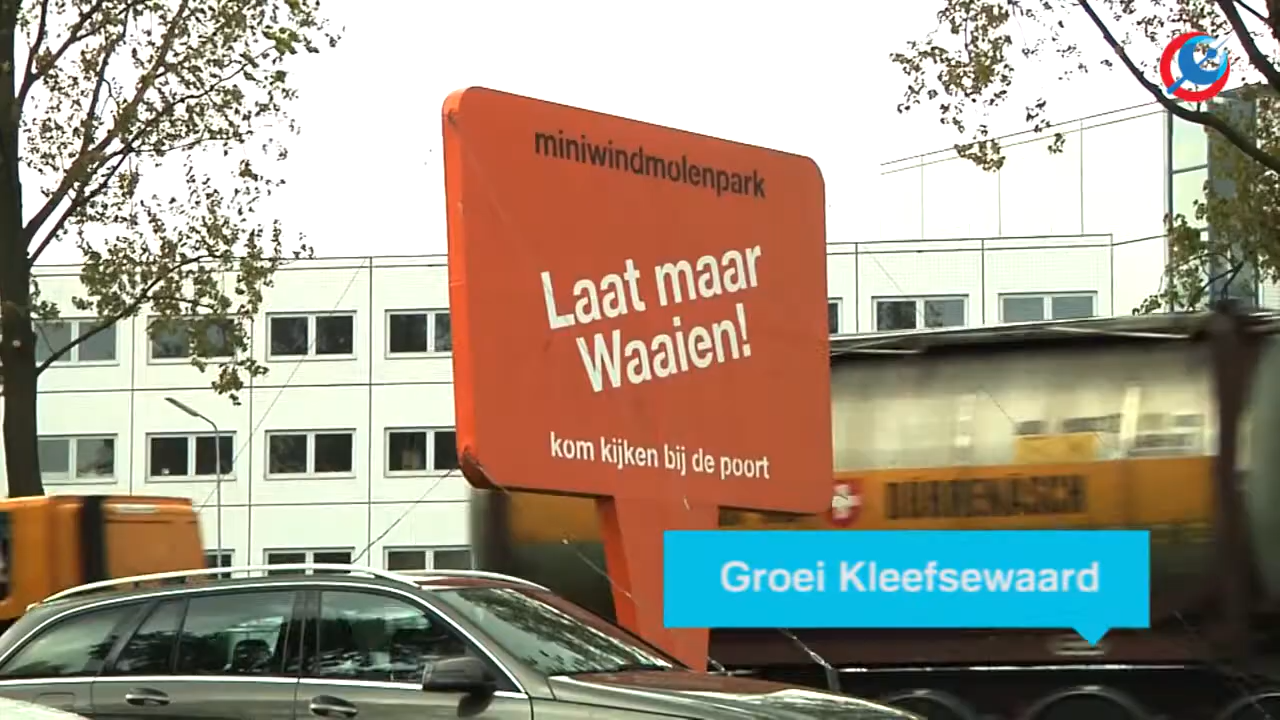 miniwindmolenpark
Laat maar
Waaien!
kom kijken bij de poort
Groei Kleefsewaard